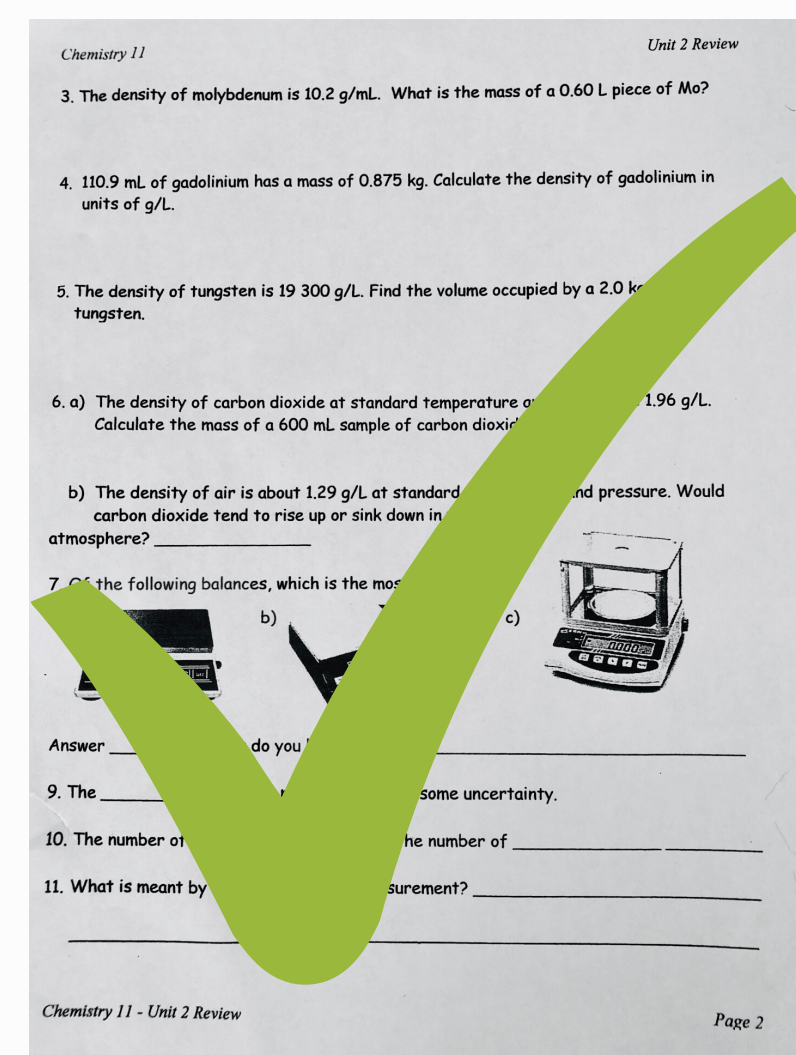 Chemistry 11
Unit 2 Review
3. The density of molybdenum is 10.2 g/mL. What is the mass of a 0.60 L piece of Mo?
4. 110.9 mL of gadolinium has a mass of 0.875 kg. Calculate the density of gadolinium in
units of g/L.
5. The density of tungsten is 19 300 g/L. Find the volume occupied by a 2.0
tungsten.
6. a) The density of carbon dioxide at standard temperature 1.96 g/L.
Calculate the mass of a 600 mL sample of carbon
b) The density of air is about 1.29 g/L at standard pressure. Would
carbon dioxide tend to rise up or sink down in
atmosphere?
7 the following balances, which is the
b)
c)
0.000
Answer do you
9. The some uncertainty.
10. The number number of
11. What is meant by
Chemistry 11 - Unit 2 Review
Page 2